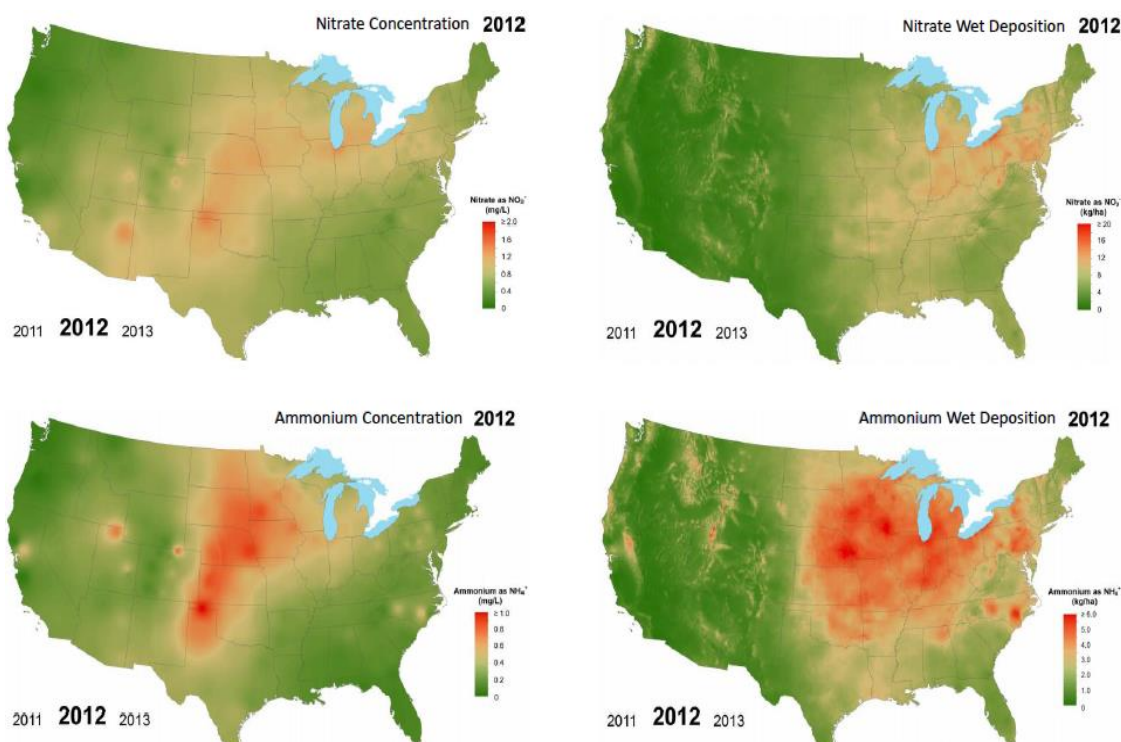 Nitrate Concentration 2012
Nitrate as NO₃⁻
(mg/L)
≥ 2.0
1.6
1.2
0.8
0.4
0
2011 2012 2013
Nitrate Wet Deposition 2012
Nitrate as NO₃⁻
(kg/ha)
≥ 20
16
12
8
4
0
2011 2012 2013
Ammonium Concentration 2012
Ammonium as NH₄⁺
(mg/L)
≥ 1.0
0.8
0.6
0.4
0.2
0
2011 2012 2013
Ammonium Wet Deposition 2012
Ammonium as NH₄⁺
(kg/ha)
≥ 6.0
5.0
4.0
3.0
2.0
1.0
0
2011 2012 2013